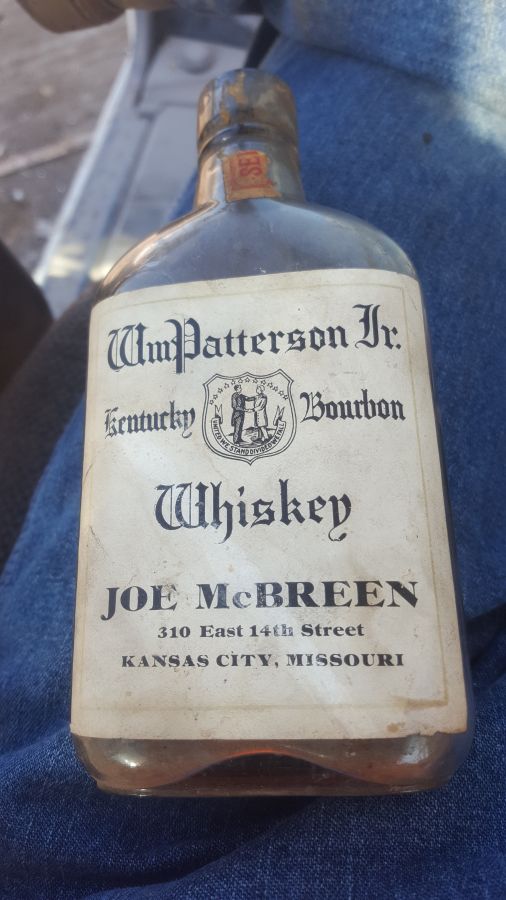 SE
Wm Patterson Jr.
Kentucky Bourbon
UNITED WE STAND DIVIDED WE FALL
Whiskey
JOE McBREEN
310 East 14th Street
KANSAS CITY, MISSOURI